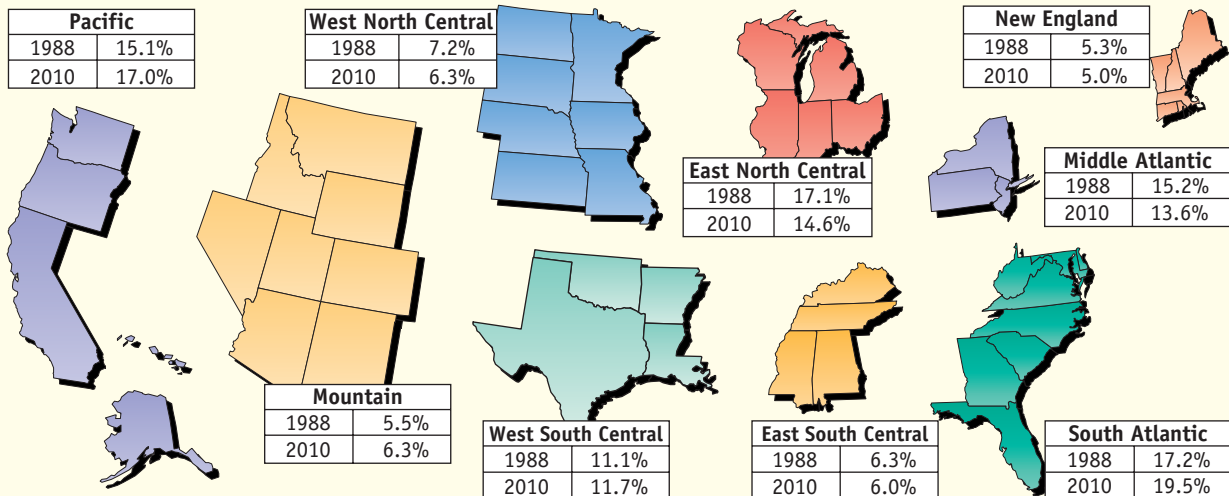 Pacific
1988 15.1%
2010 17.0%
West North Central
1988 7.2%
2010 6.3%
New England
1988 5.3%
2010 5.0%
East North Central
1988 17.1%
2010 14.6%
Middle Atlantic
1988 15.2%
2010 13.6%
Mountain
1988 5.5%
2010 6.3%
West South Central
1988 11.1%
2010 11.7%
East South Central
1988 6.3%
2010 6.0%
South Atlantic
1988 17.2%
2010 19.5%